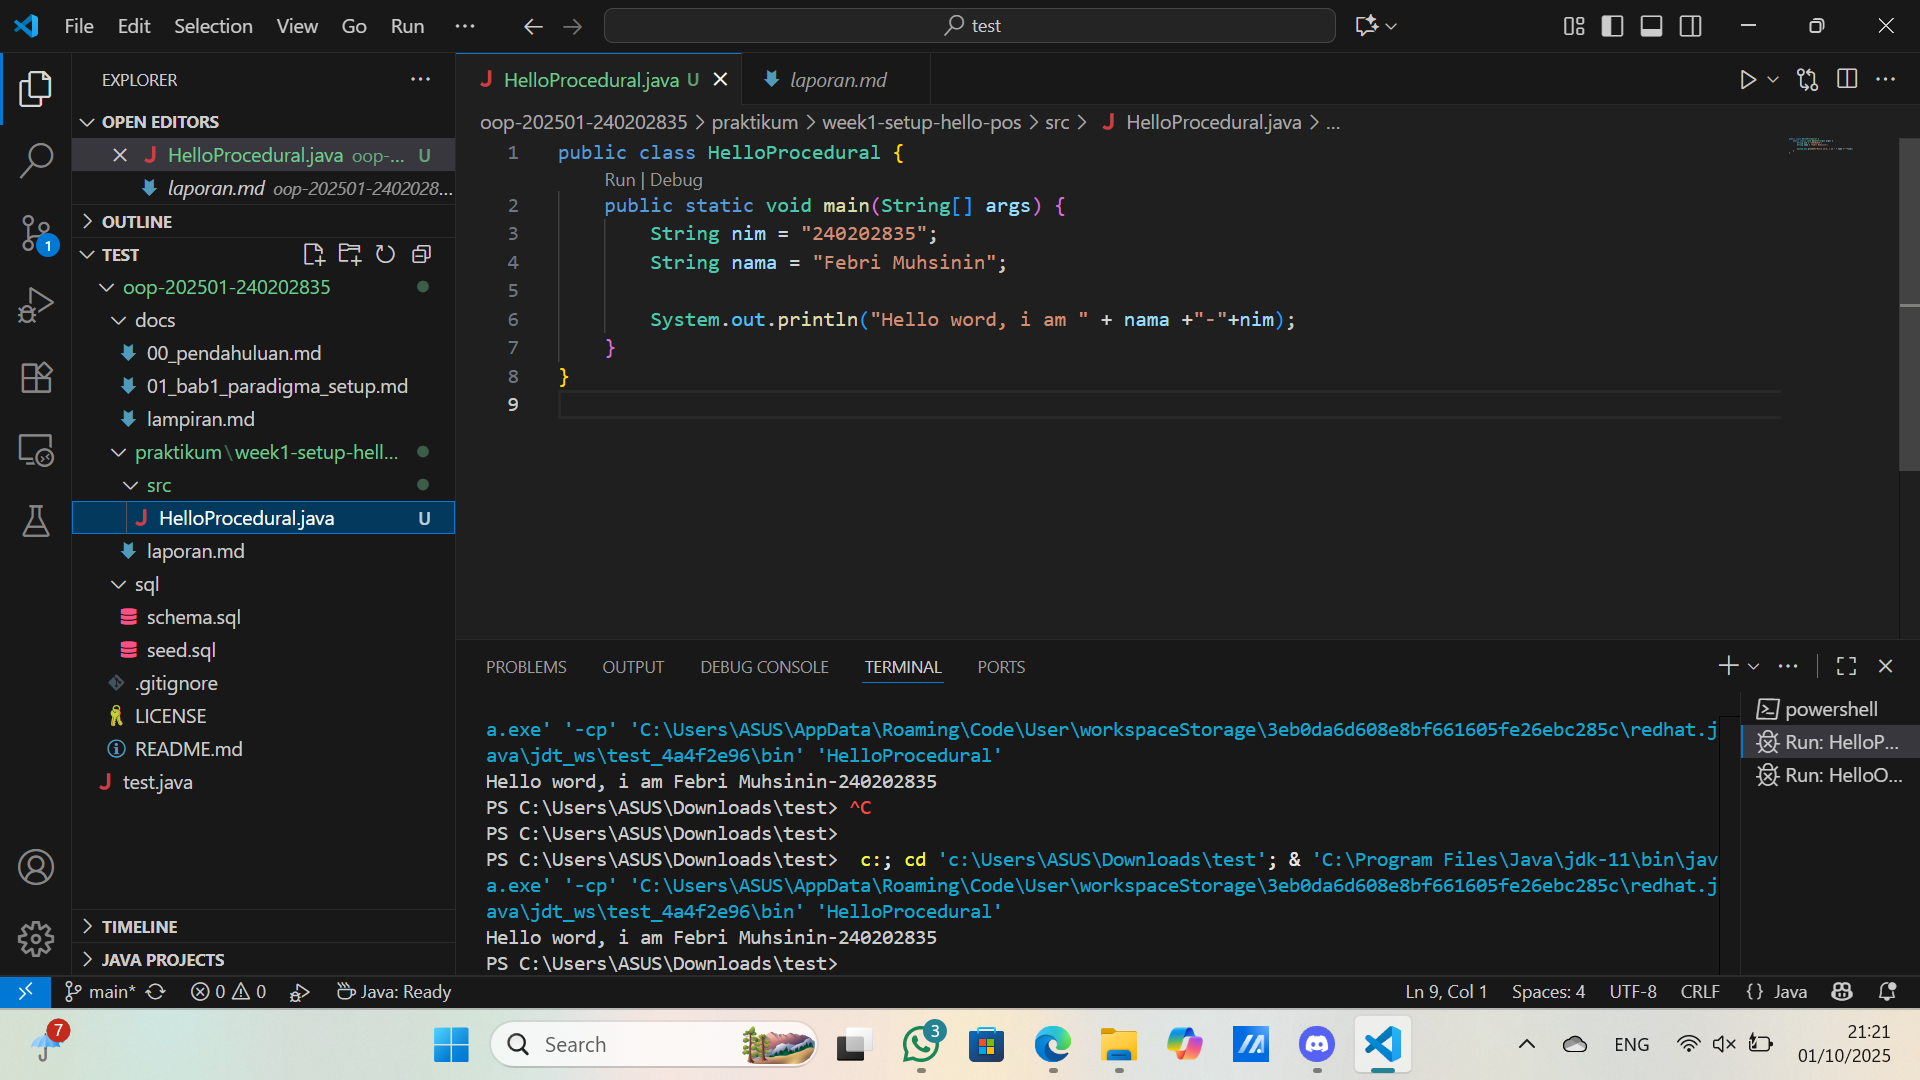 File Edit Selection View Go Run ···
test
EXPLORER ···
OPEN EDITORS
HelloProcedural.java oop-... U
laporan.md oop-202501-2402028...
OUTLINE
TEST
oop-202501-240202835
docs
00_pendahuluan.md
01_bab1_paradigma_setup.md
lampiran.md
praktikum\week1-setup-hell...
src
HelloProcedural.java U
laporan.md
sql
schema.sql
seed.sql
.gitignore
LICENSE
README.md
test.java
TIMELINE
JAVA PROJECTS
1
HelloProcedural.java U
laporan.md
oop-202501-240202835 > praktikum > week1-setup-hello-pos > src > HelloProcedural.java > ...
1 public class HelloProcedural {
Run | Debug
2 public static void main(String[] args) {
3 String nim = "240202835";
4 String nama = "Febri Muhsinin";
5
6 System.out.println("Hello word, i am " + nama +"-"+nim);
7 }
8 }
9
PROBLEMS OUTPUT DEBUG CONSOLE TERMINAL PORTS
a.exe' '-cp' 'C:\Users\ASUS\AppData\Roaming\Code\User\workspaceStorage\3eb0da6d608e8bf661605fe26ebc285c\redhat.j
ava\jdt_ws\test_4a4f2e96\bin' 'HelloProcedural'
Hello word, i am Febri Muhsinin-240202835
PS C:\Users\ASUS\Downloads\test> ^C
PS C:\Users\ASUS\Downloads\test>
PS C:\Users\ASUS\Downloads\test> c:; cd 'c:\Users\ASUS\Downloads\test'; & 'C:\Program Files\Java\jdk-11\bin\jav
a.exe' '-cp' 'C:\Users\ASUS\AppData\Roaming\Code\User\workspaceStorage\3eb0da6d608e8bf661605fe26ebc285c\redhat.j
ava\jdt_ws\test_4a4f2e96\bin' 'HelloProcedural'
Hello word, i am Febri Muhsinin-240202835
PS C:\Users\ASUS\Downloads\test>
powershell
Run: HelloP...
Run: HelloO...
main* 0 0 Java: Ready
Ln 9, Col 1 Spaces: 4 UTF-8 CRLF {} Java
7
Search
3
ENG
21:21
01/10/2025